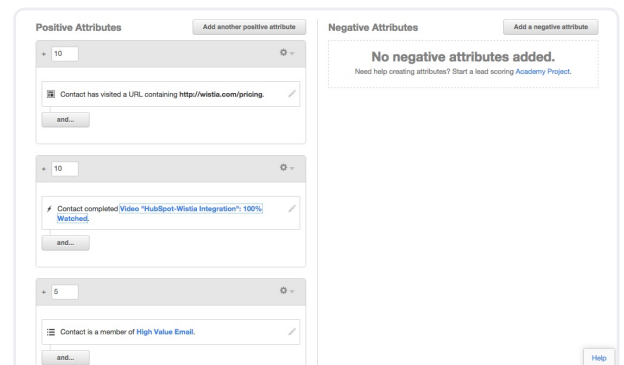 Positive Attributes
Add another positive attribute
+ 10
Contact has visited a URL containing http://wistia.com/pricing.
and...
+ 10
Contact completed Video "HubSpot-Wistia Integration": 100%
Watched.
and...
+ 5
Contact is a member of High Value Email.
and...
Negative Attributes
Add a negative attribute
No negative attributes added.
Need help creating attributes? Start a lead scoring Academy Project.
Help